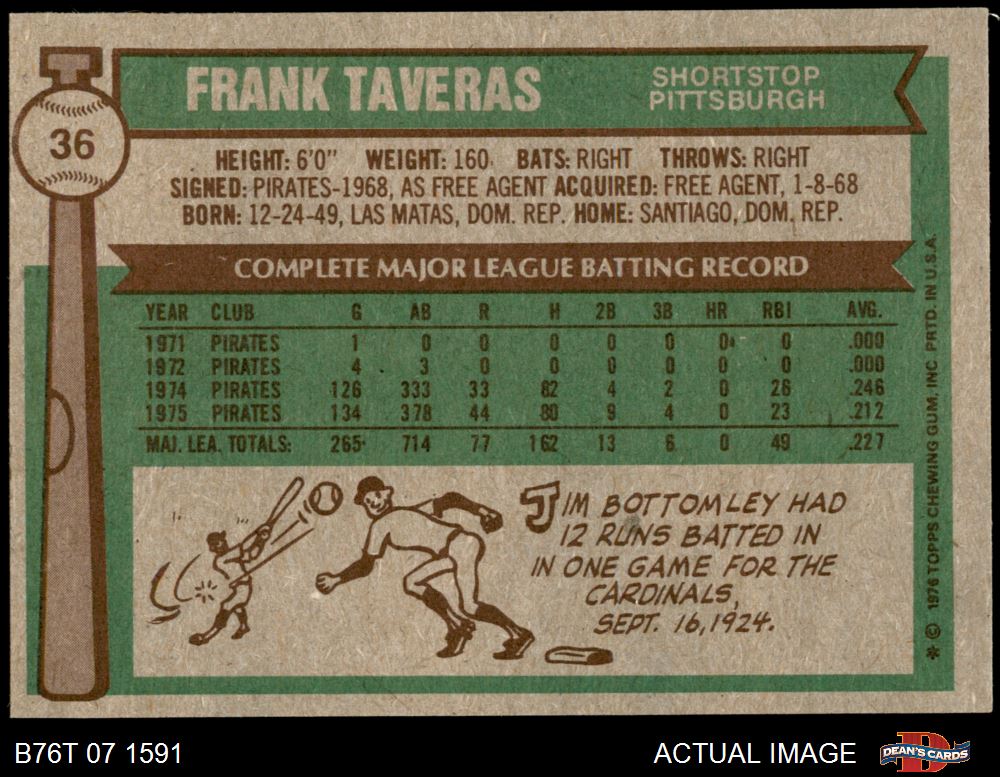 FRANK TAVERAS
SHORTSTOP
PITTSBURGH
36
HEIGHT: 6'0" WEIGHT: 160 BATS: RIGHT THROWS: RIGHT
SIGNED: PIRATES-1968, AS FREE AGENT ACQUIRED: FREE AGENT, 1-8-68
BORN: 12-24-49, LAS MATAS, DOM. REP. HOME: SANTIAGO, DOM. REP.
COMPLETE MAJOR LEAGUE BATTING RECORD
YEAR CLUB G AB R H 2B 3B HR RBI AVG.
1971 PIRATES 1 0 0 0 0 0 0 0 .000
1972 PIRATES 4 3 0 0 0 0 0 0 .000
1974 PIRATES 126 333 33 82 4 2 0 26 .246
1975 PIRATES 134 378 44 80 9 4 0 23 .212
MAJ. LEA. TOTALS: 265 714 77 162 13 6 0 49 .227
JIM BOTTOMLEY HAD
12 RUNS BATTED IN
IN ONE GAME FOR THE
CARDINALS,
SEPT. 16, 1924.
* © 1976 TOPPS CHEWING GUM, INC PRTD. IN U.S.A.
B76T 07 1591
ACTUAL IMAGE
DEAN'S CARDS